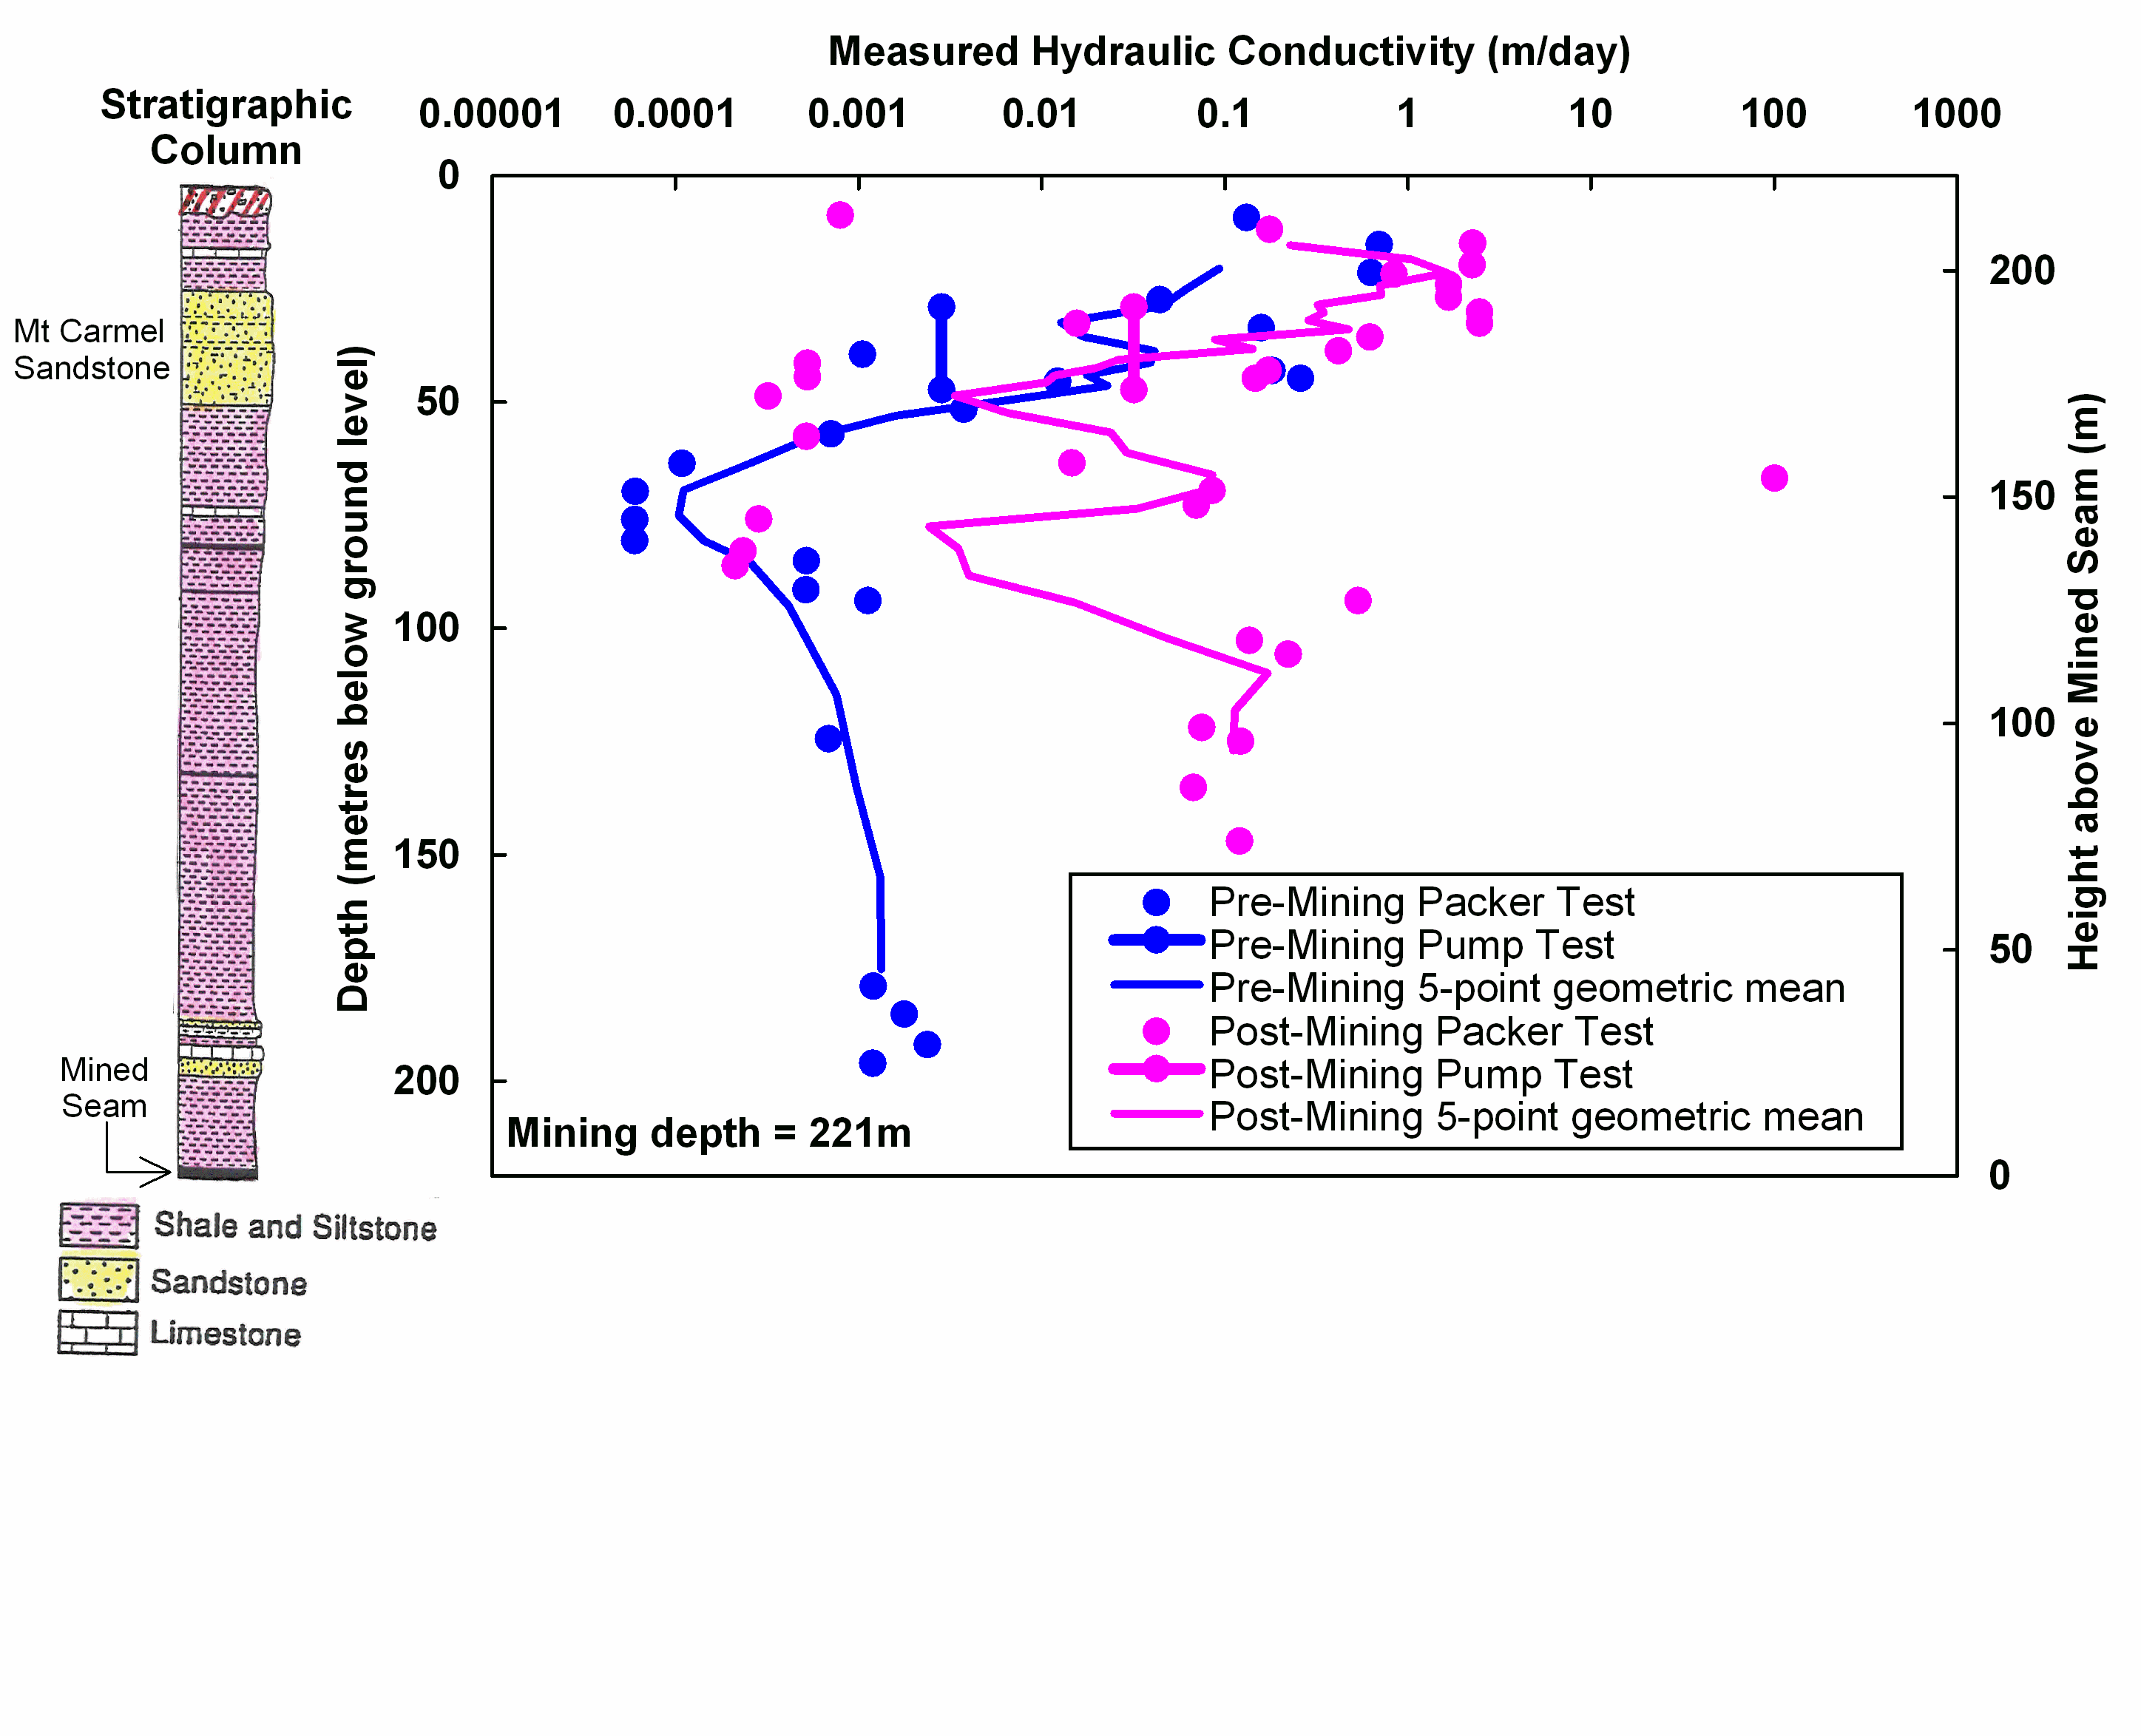 Measured Hydraulic Conductivity (m/day)
0.00001 0.0001 0.001 0.01 0.1 1 10 100 1000
Stratigraphic
Column
Mt Carmel
Sandstone
Mined
Seam
Depth (metres below ground level)
0
50
100
150
200
Height above Mined Seam (m)
200
150
100
50
0
Pre-Mining Packer Test
Pre-Mining Pump Test
Pre-Mining 5-point geometric mean
Post-Mining Packer Test
Post-Mining Pump Test
Post-Mining 5-point geometric mean
Mining depth = 221m
Shale and Siltstone
Sandstone
Limestone